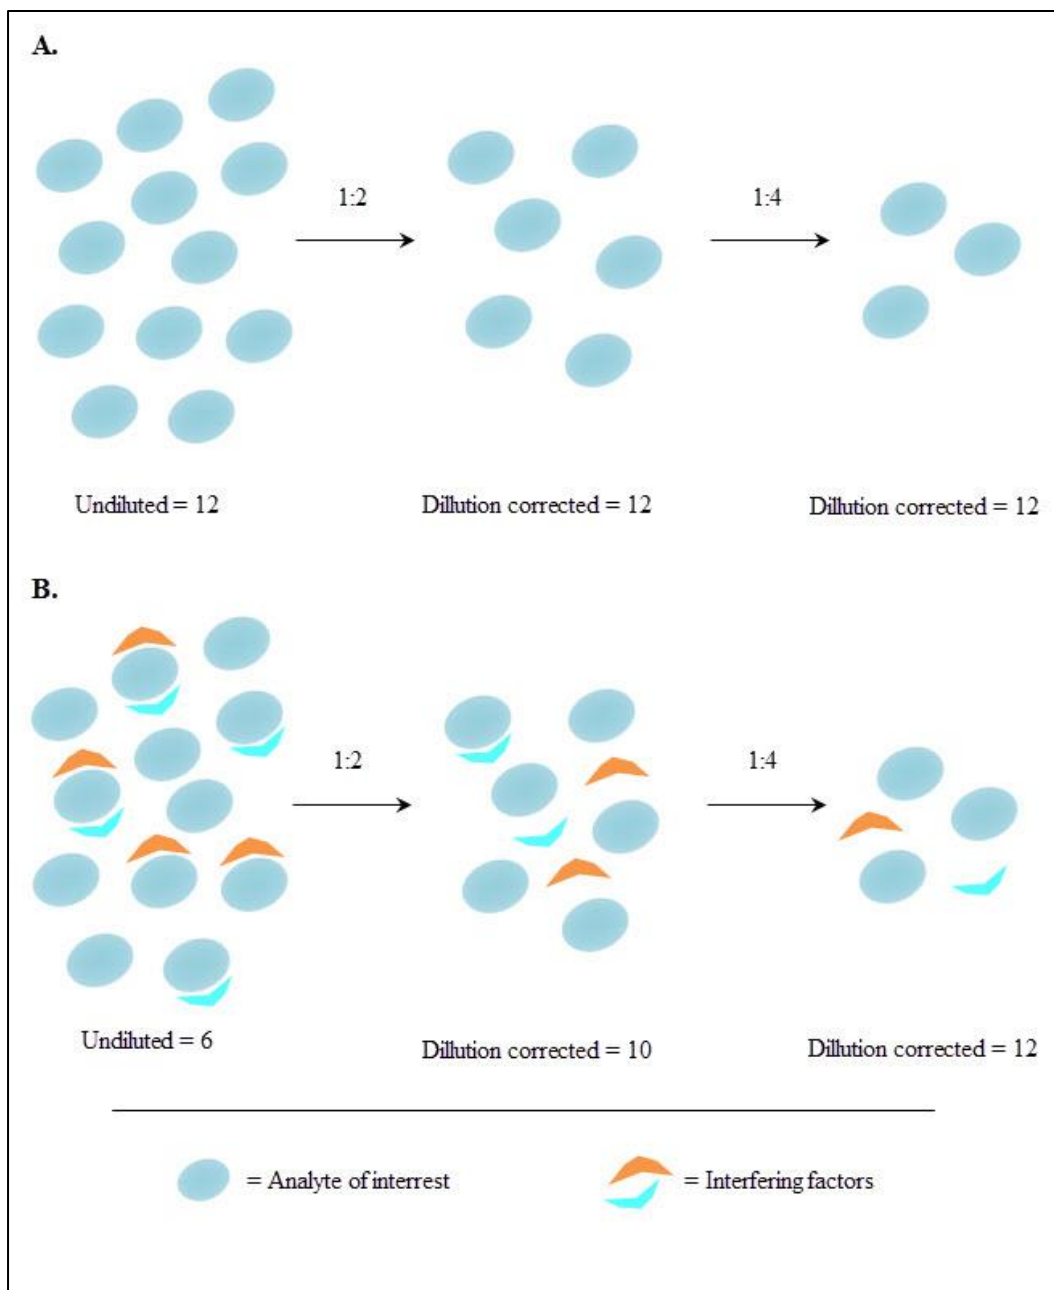 A.
1:2
1:4
Undiluted = 12
Dillution corrected = 12
Dillution corrected = 12
B.
1:2
1:4
Undiluted = 6
Dillution corrected = 10
Dillution corrected = 12
= Analyte of interrest
= Interfering factors